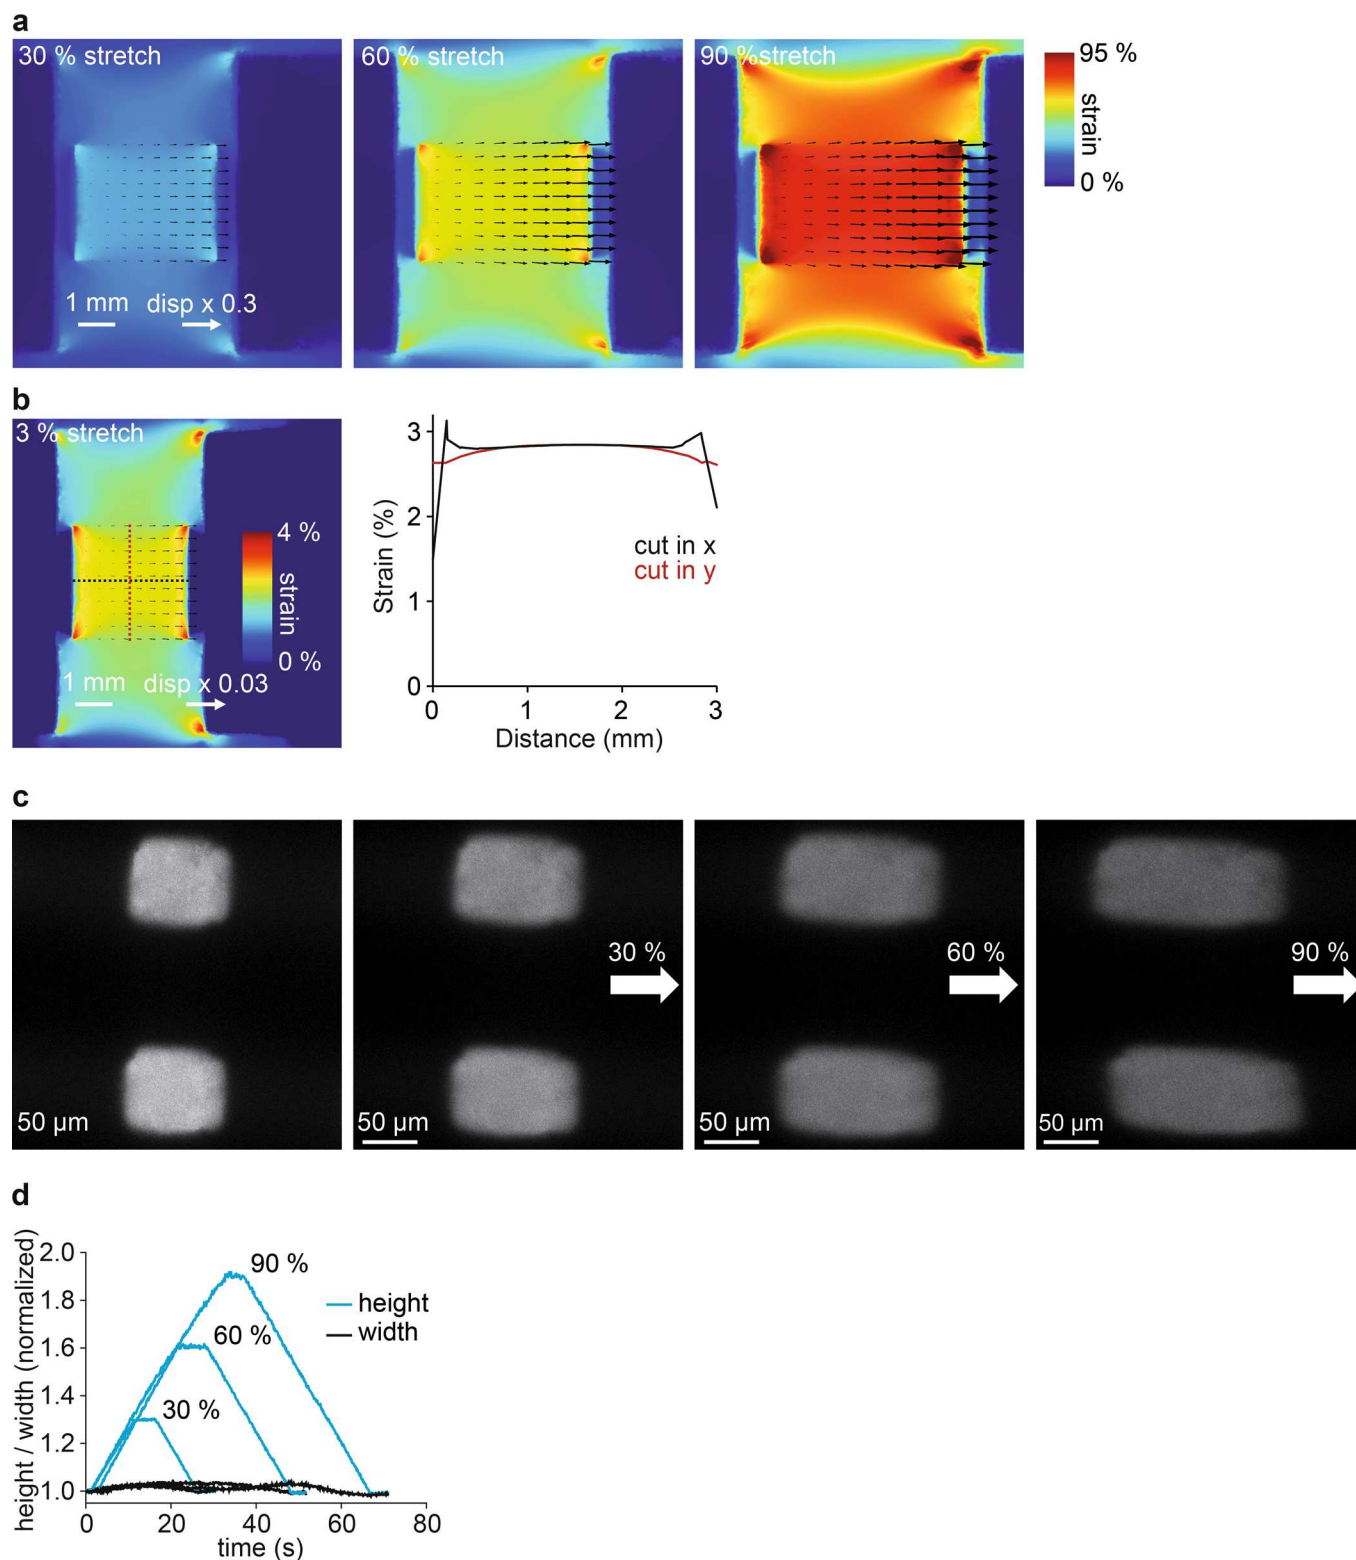 a
30 % stretch
60 % stretch
90 %stretch
95 %
strain
0 %
1 mm
disp x 0.3
b
3 % stretch
4 %
strain
0 %
1 mm
disp x 0.03
3
2
1
0
Strain (%)
cut in x
cut in y
0
1
2
3
Distance (mm)
c
50 µm
30 %
50 µm
60 %
50 µm
90 %
50 µm
d
height / width (normalized)
2.0
1.8
1.6
1.4
1.2
1.0
90 %
60 %
30 %
height
width
0
20
40
60
80
time (s)